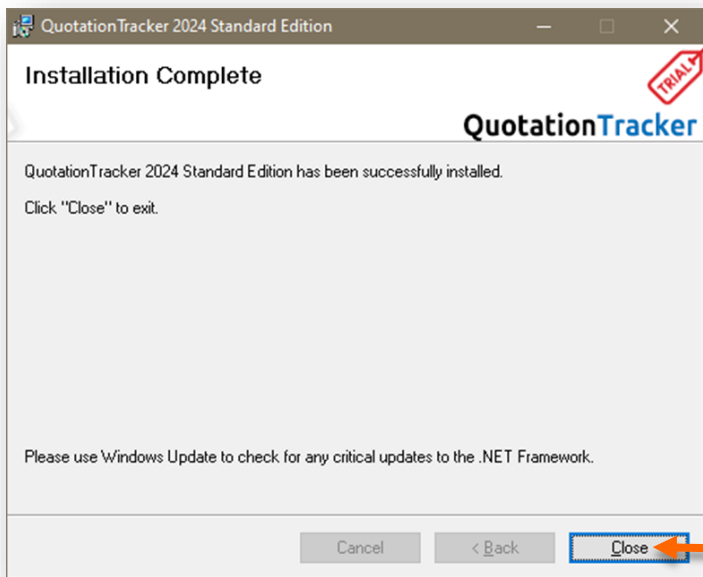 QuotationTracker 2024 Standard Edition
Installation Complete
TRIAL
QuotationTracker
QuotationTracker 2024 Standard Edition has been successfully installed.
Click "Close" to exit.
Please use Windows Update to check for any critical updates to the .NET Framework.
Cancel
< Back
Close